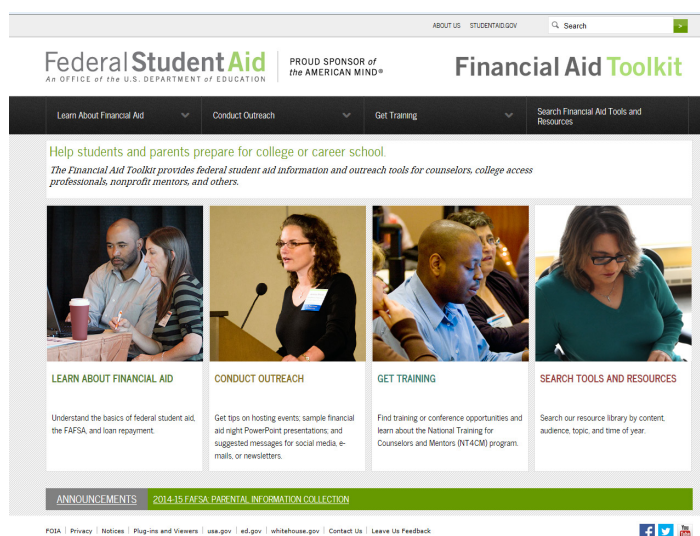 ABOUT US STUDENTAID.GOV Search >
Federal Student Aid
An OFFICE of the U.S. DEPARTMENT of EDUCATION
PROUD SPONSOR of
the AMERICAN MIND®
Financial Aid Toolkit
Learn About Financial Aid
Conduct Outreach
Get Training
Search Financial Aid Tools and
Resources
Help students and parents prepare for college or career school.
The Financial Aid Toolkit provides federal student aid information and outreach tools for counselors, college access
professionals, nonprofit mentors, and others.
LEARN ABOUT FINANCIAL AID
Understand the basics of federal student aid,
the FAFSA, and loan repayment.
CONDUCT OUTREACH
Get tips on hosting events; sample financial
aid night PowerPoint presentations; and
suggested messages for social media, e-
mails, or newsletters.
GET TRAINING
Find training or conference opportunities and
learn about the National Training for
Counselors and Mentors (NT4CM) program.
SEARCH TOOLS AND RESOURCES
Search our resource library by content,
audience, topic, and time of year.
ANNOUNCEMENTS 2014-15 FAFSA: PARENTAL INFORMATION COLLECTION
FOIA | Privacy | Notices | Plug-ins and Viewers | usa.gov | ed.gov | whitehouse.gov | Contact Us | Leave Us Feedback
You